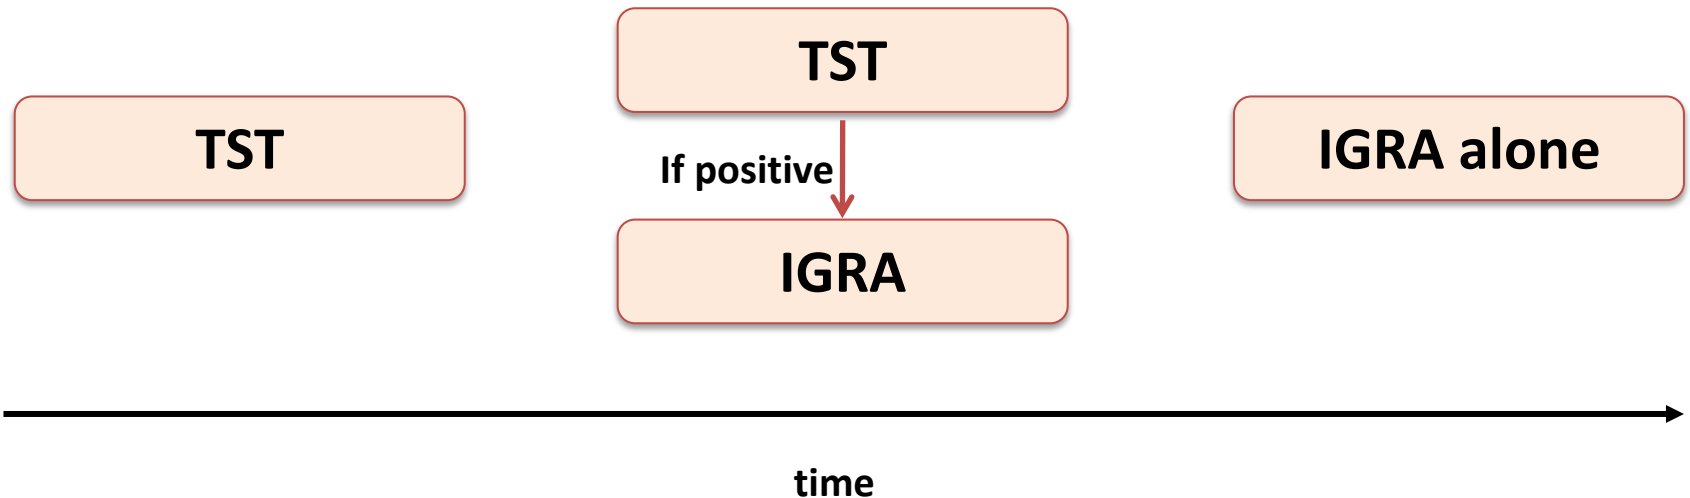 TST
TST
If positive
IGRA
IGRA alone
time